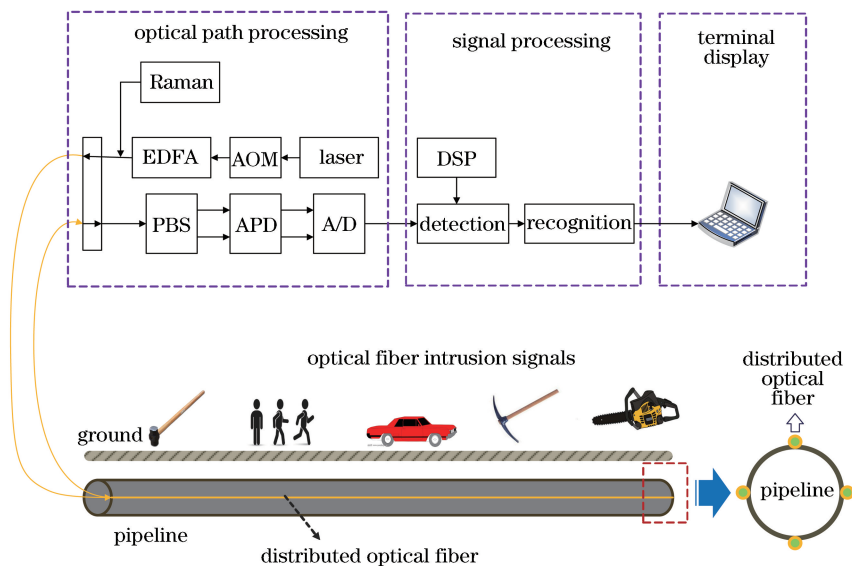 optical path processing
signal processing
terminal
display
Raman
EDFA
AOM
laser
DSP
PBS
APD
A/D
detection
recognition
optical fiber intrusion signals
distributed
optical
fiber
ground
pipeline
pipeline
distributed optical fiber